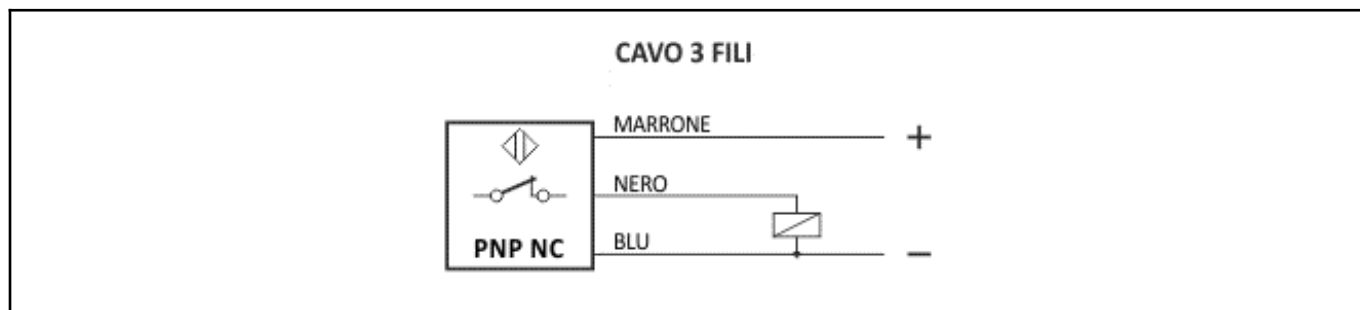 CAVO 3 FILI
MARRONE
+
NERO
PNP NC
BLU
−